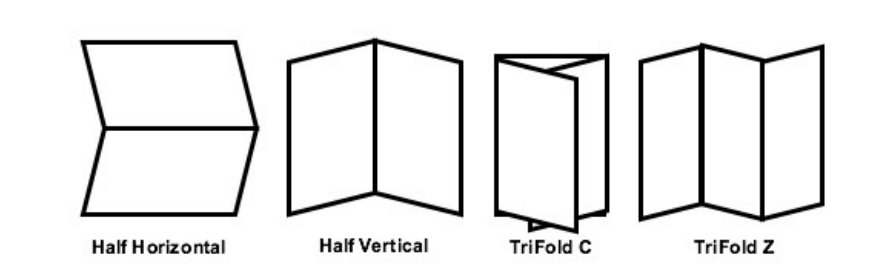 Half Horizontal
Half Vertical
TriFold C
TriFold Z